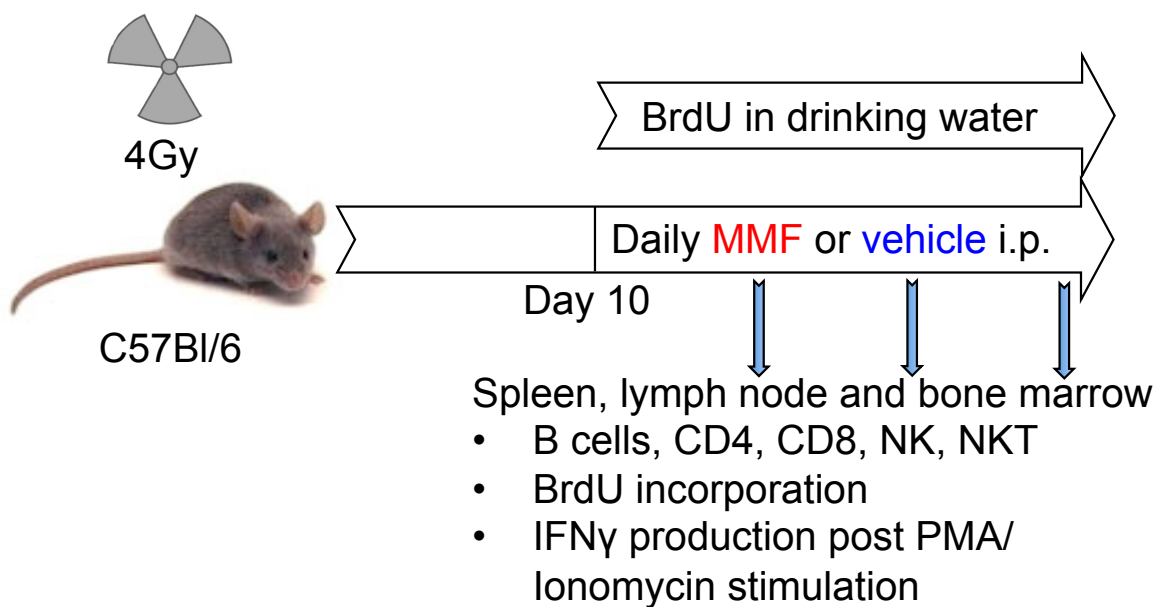 4Gy
BrdU in drinking water
Daily MMF or vehicle i.p.
Day 10
C57Bl/6
Spleen, lymph node and bone marrow
• B cells, CD4, CD8, NK, NKT
• BrdU incorporation
• IFNγ production post PMA/
Ionomycin stimulation